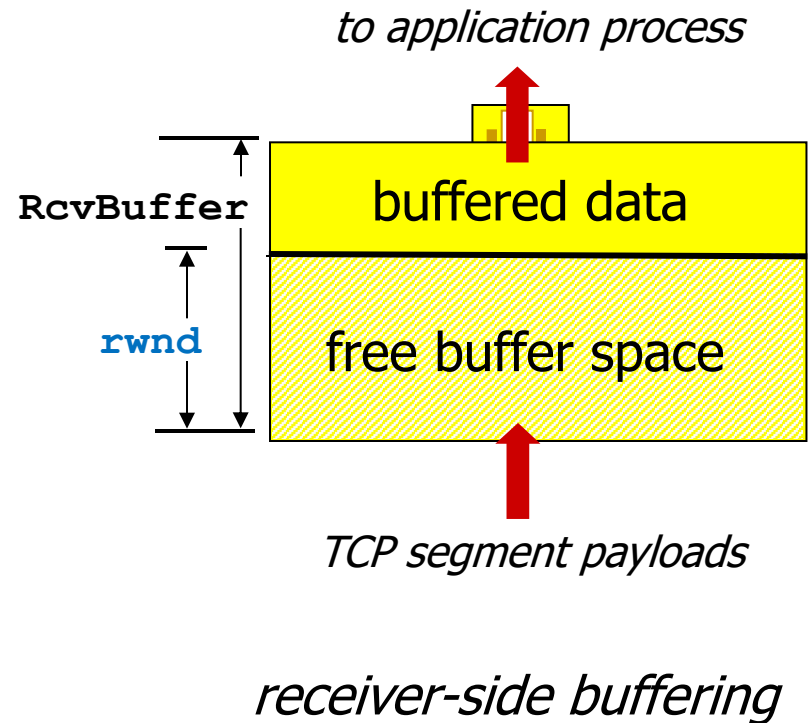 to application process
RcvBuffer
buffered data
rwnd
free buffer space
TCP segment payloads
receiver-side buffering